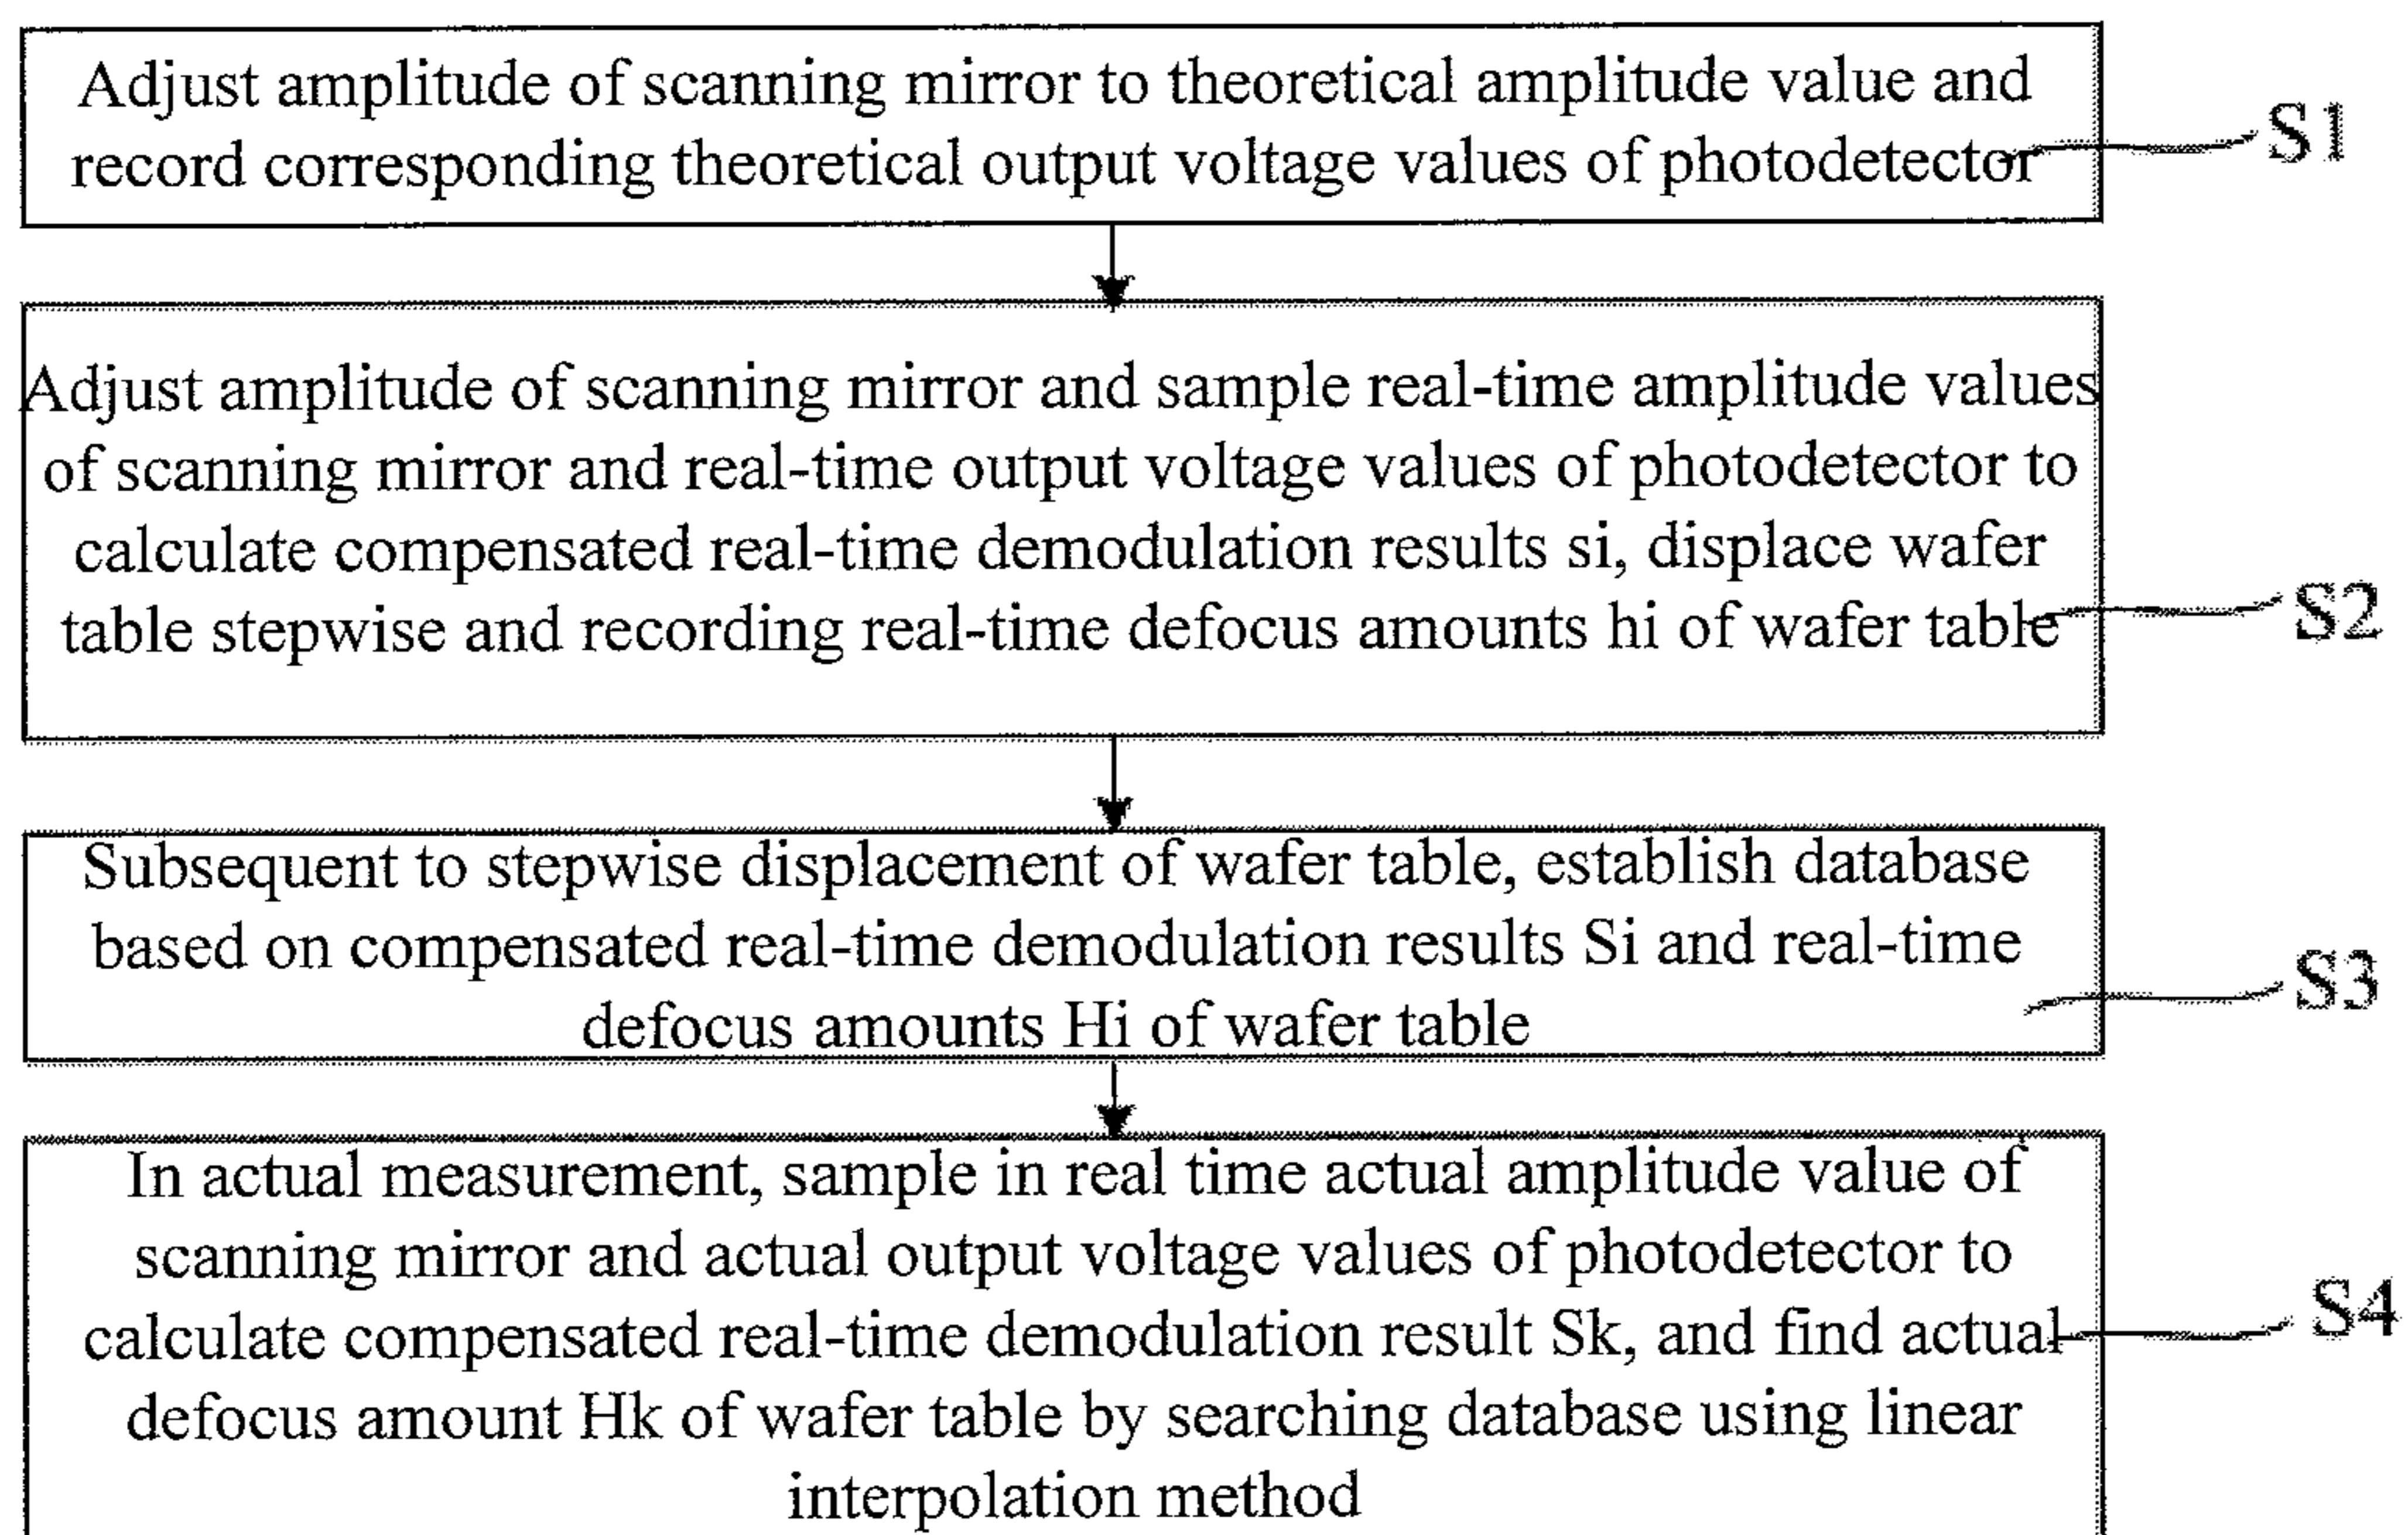 Adjust amplitude of scanning mirror to theoretical amplitude value and
record corresponding theoretical output voltage values of photodetector
S1
Adjust amplitude of scanning mirror and sample real-time amplitude values
of scanning mirror and real-time output voltage values of photodetector to
calculate compensated real-time demodulation results si, displace wafer
table stepwise and recording real-time defocus amounts hi of wafer table
S2
Subsequent to stepwise displacement of wafer table, establish database
based on compensated real-time demodulation results Si and real-time
defocus amounts Hi of wafer table
S3
In actual measurement, sample in real time actual amplitude value of
scanning mirror and actual output voltage values of photodetector to
calculate compensated real-time demodulation result Sk, and find actual
defocus amount Hk of wafer table by searching database using linear
interpolation method
S4